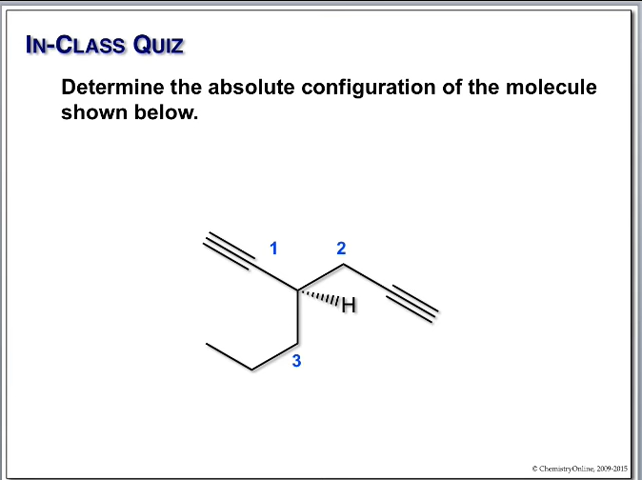 IN-CLASS QUIZ
Determine the absolute configuration of the molecule
shown below.
1
2
H
3
© ChemistryOnline, 2009-2015